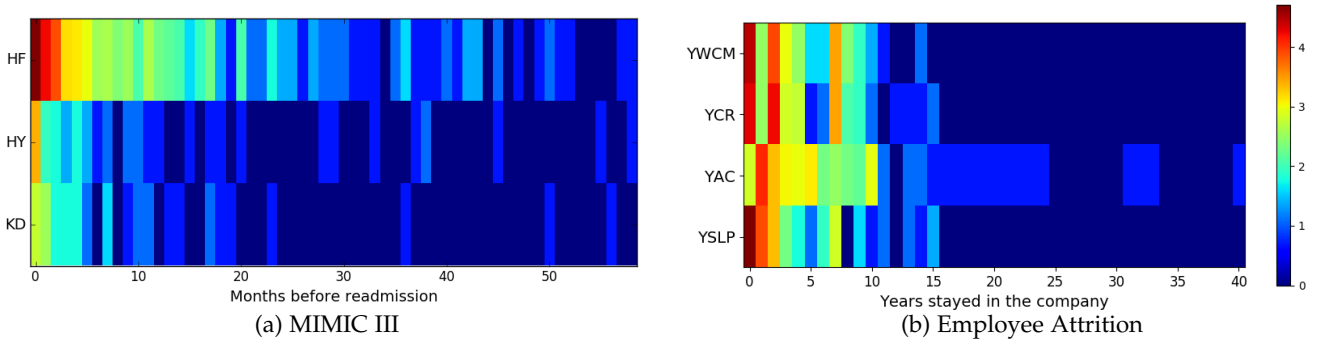 HF
HY
KD
0 10 20 30 40 50
Months before readmission
(a) MIMIC III
YWCM
YCR
YAC
YSLP
0 5 10 15 20 25 30 35 40
Years stayed in the company
(b) Employee Attrition
4
3
2
1
0